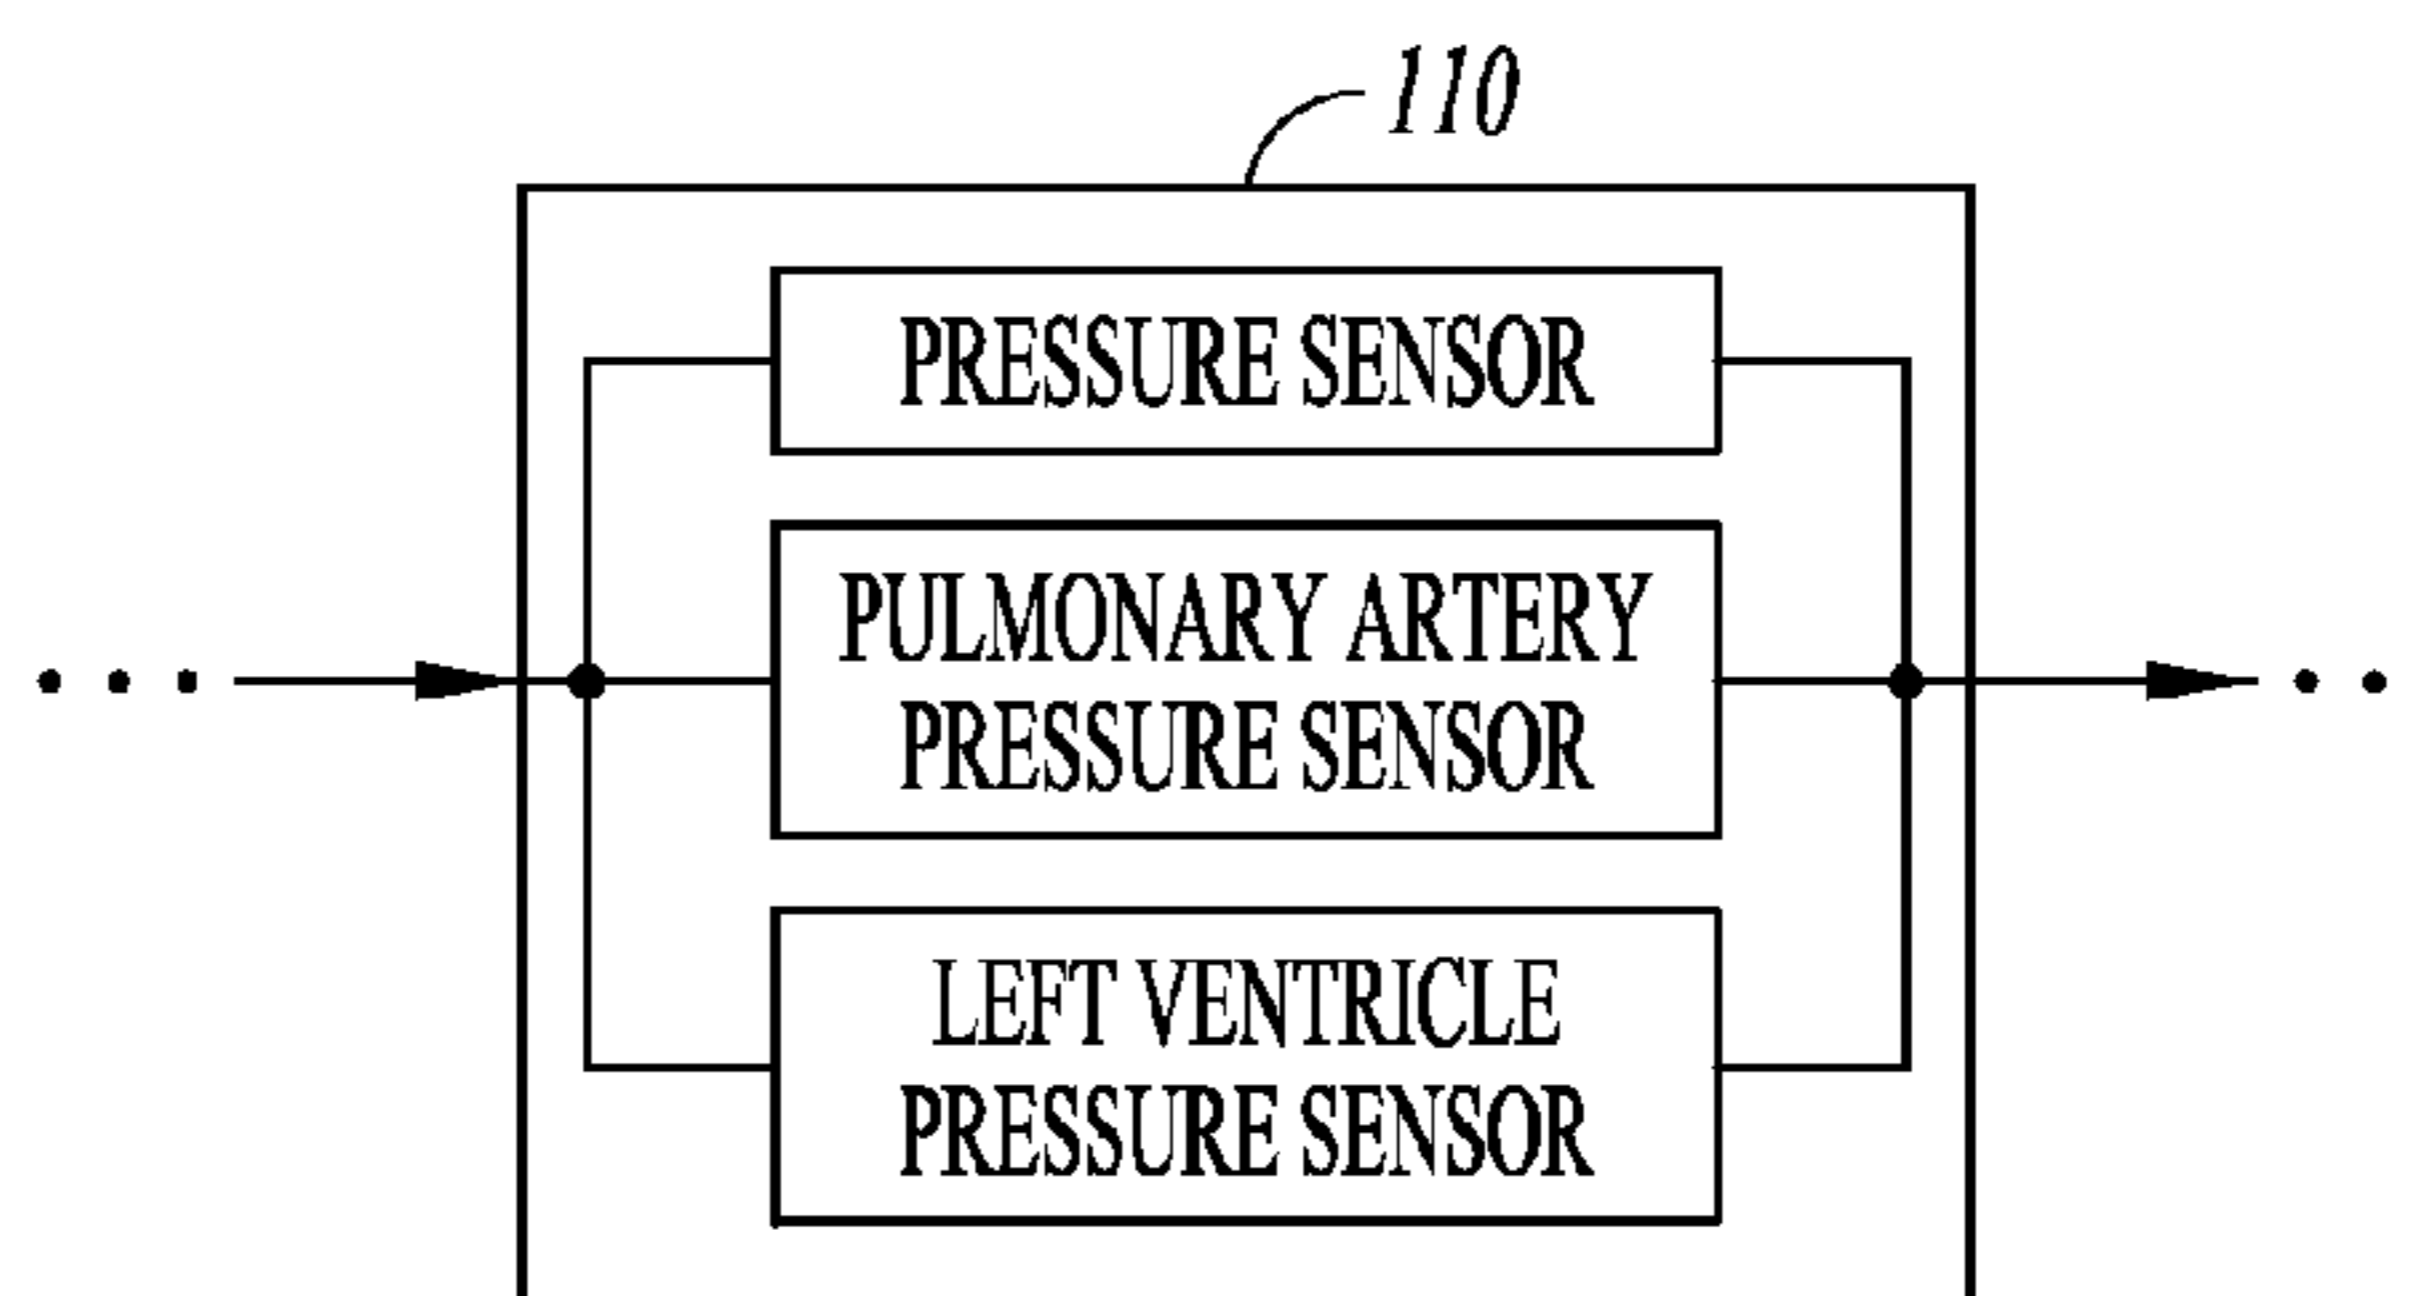 110
PRESSURE SENSOR
PULMONARY ARTERY
PRESSURE SENSOR
LEFT VENTRICLE
PRESSURE SENSOR